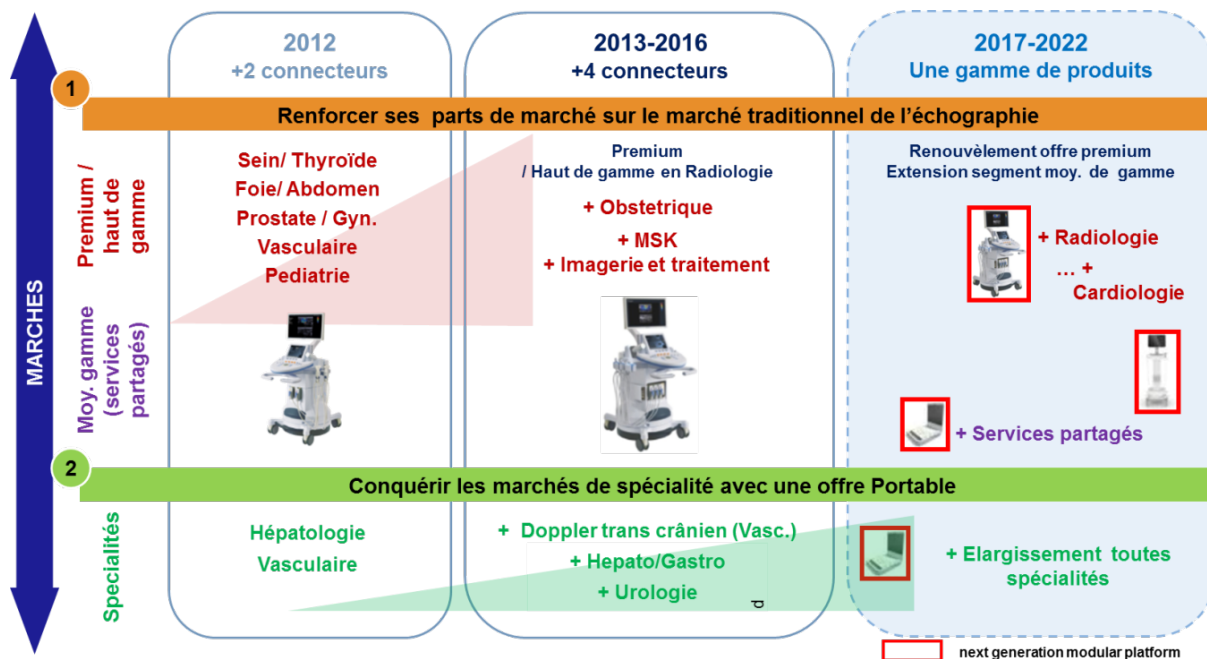 2012
+2 connecteurs
2013-2016
+4 connecteurs
2017-2022
Une gamme de produits
MARCHES
1
Renforcer ses parts de marché sur le marché traditionnel de l'échographie
Premium /
haut de
gamme
Sein/ Thyroïde
Foie/ Abdomen
Prostate / Gyn.
Vasculaire
Pediatrie
Premium
/ Haut de gamme en Radiologie
+ Obstetrique
+ MSK
+ Imagerie et traitement
Renouvèlement offre premium
Extension segment moy. de gamme
+ Radiologie
... +
Cardiologie
Moy. gamme
(services
partagés)
+ Services partagés
2
Conquérir les marchés de spécialité avec une offre Portable
Specialités
Hépatologie
Vasculaire
+ Doppler trans crânien (Vasc.)
+ Hepato/Gastro
+ Urologie
d
+ Elargissement toutes
spécialités
next generation modular platform